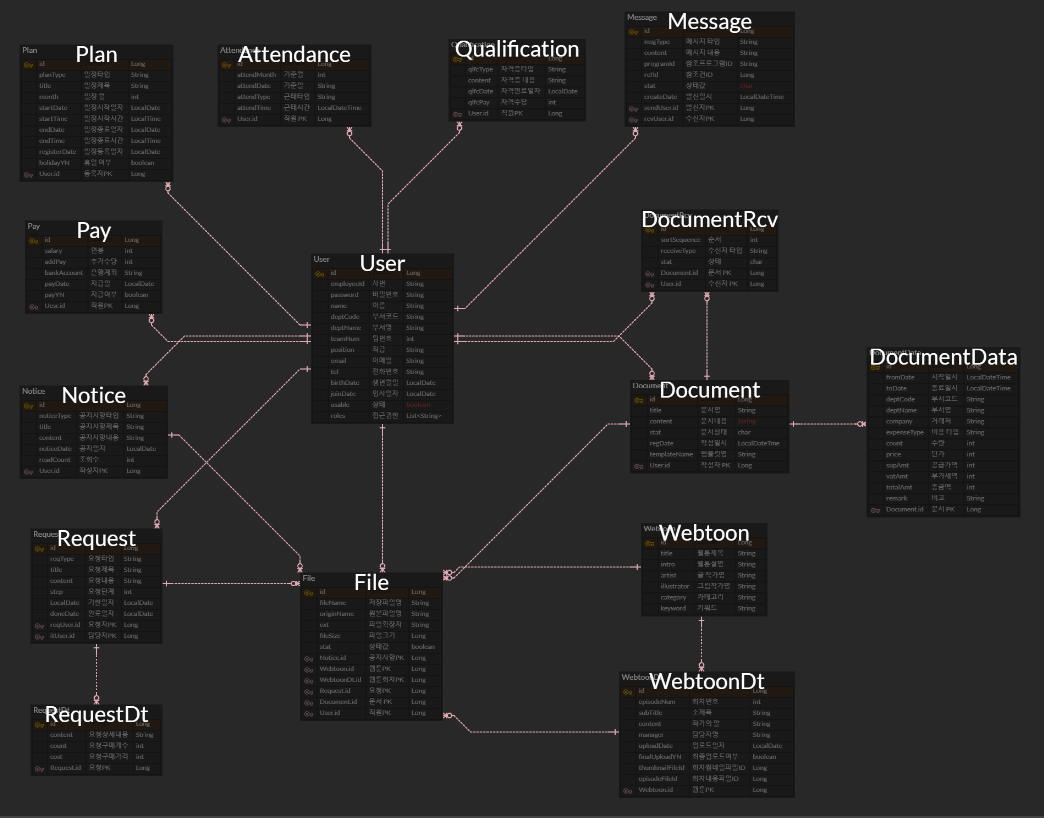 Plan
Plan
id Long
planType 일정타입 String
title 일정제목 String
month 일정 월 int
startDate 일정시작일자 LocalDate
startTime 일정시작시간 LocalTime
endDate 일정종료일자 LocalDate
endTime 일정종료시간 LocalTime
registerDate 일정등록일자 LocalDate
holidayYN 휴일 여부 boolean
User.id 등록자PK Long
Attendance
id Long
attendMonth 기준월 int
attendDate 기준일 String
attendType 근태타입 String
attendTime 근태시간 LocalDateTime
User.id 직원PK Long
Qualification
Long
qlfcType 자격증타입 String
content 자격증 내용 String
qlfcDate 자격만료일자 LocalDate
qlfcPay 자격수당 int
User.id 직원PK Long
Message
Message
id Long
msgType 메시지 타입 String
content 메시지 내용 String
programId 참조프로그램ID String
refId 참조건ID Long
stat 상태값 char
createDate 발신일시 LocalDateTime
sendUser.id 발신자PK Long
rcvUser.id 수신자PK Long
Pay
Pay
id Long
salary 연봉 int
addPay 추가수당 int
bankAccount 은행계좌 String
payDate 지급일 LocalDate
payYN 지급여부 boolean
User.id 직원PK Long
User
User
id Long
employeeId 사번 String
password 비밀번호 String
name 이름 String
deptCode 부서코드 String
deptName 부서명 String
teamNum 팀번호 int
position 직급 String
email 이메일 String
tel 전화번호 String
birthDate 생년월일 LocalDate
joinDate 입사일자 LocalDate
usable 상태 boolean
roles 접근권한 List<String>
DocumentRcv
id Long
sortSequence 순서 int
receiveType 수신자 타입 String
stat 상태 char
Document.id 문서 PK Long
User.id 수신자 PK Long
Notice
Notice
id Long
noticeType 공지사항타입 String
title 공지사항제목 String
content 공지사항내용 String
noticeDate 공지일자 LocalDate
readCount 조회수 int
User.id 작성자PK Long
Document
Document
id Long
title 문서명 String
content 문서내용 String
stat 문서상태 char
regDate 작성일시 LocalDateTime
templateName 템플릿명 String
User.id 작성자 PK Long
DocumentData
id Long
fromDate 시작일시 LocalDateTime
toDate 종료일시 LocalDateTime
deptCode 부서코드 String
deptName 부서명 String
company 거래처 String
expenseType 비용 타입 String
count 수량 int
price 단가 int
supAmt 공급가액 int
vatAmt 부가세액 int
totalAmt 총금액 int
remark 비고 String
Document.id 문서 PK Long
Request
id Long
reqType 요청타입 String
title 요청제목 String
content 요청내용 String
step 요청단계 int
LocalDate 기한일자 LocalDate
doneDate 완료일자 LocalDate
reqUser.id 요청자PK Long
itUser.id 담당자PK Long
File
File
id Long
fileName 저장파일명 String
originName 원본파일명 String
ext 파일확장자 String
fileSize 파일크기 Long
stat 상태값 boolean
Notice.id 공지사항PK Long
Webtoon.id 웹툰PK Long
WebtoonDt.id 웹툰회차PK Long
Request.id 요청PK Long
Document.id 문서 PK Long
User.id 직원PK Long
Webtoon
id Long
title 웹툰제목 String
intro 웹툰설명 String
artist 글 작가명 String
illustrator 그림작가명 String
category 카테고리 String
keyword 키워드 String
RequestDt
id Long
content 요청상세내용 String
count 요청구매개수 int
cost 요청구매가격 int
Request.id 요청PK Long
WebtoonDt
id Long
episodeNum 회차번호 int
subTitle 소제목 String
content 작가의 말 String
manager 담당자명 String
uploadDate 업로드일자 LocalDate
finalUploadYN 최종업로드여부 boolean
thumbnailFileId 회차썸네일파일ID Long
episodeFileId 회차내용파일ID Long
Webtoon.id 웹툰PK Long